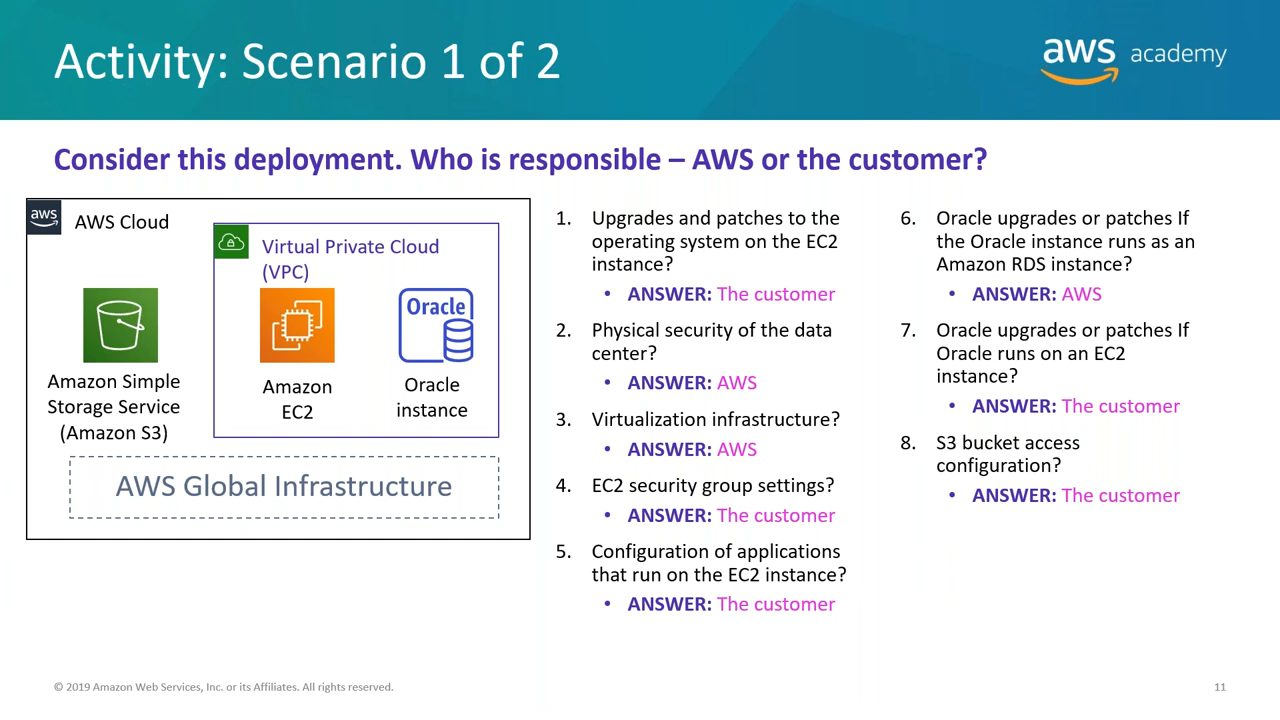 Activity: Scenario 1 of 2
aws academy
Consider this deployment. Who is responsible – AWS or the customer?
aws
AWS Cloud
Virtual Private Cloud
(VPC)
Oracle
Amazon Simple
Storage Service
(Amazon S3)
Amazon
EC2
Oracle
instance
AWS Global Infrastructure
1. Upgrades and patches to the
operating system on the EC2
instance?
• ANSWER: The customer
2. Physical security of the data
center?
• ANSWER: AWS
3. Virtualization infrastructure?
• ANSWER: AWS
4. EC2 security group settings?
• ANSWER: The customer
5. Configuration of applications
that run on the EC2 instance?
• ANSWER: The customer
6. Oracle upgrades or patches If
the Oracle instance runs as an
Amazon RDS instance?
• ANSWER: AWS
7. Oracle upgrades or patches If
Oracle runs on an EC2
instance?
• ANSWER: The customer
8. S3 bucket access
configuration?
• ANSWER: The customer
© 2019 Amazon Web Services, Inc. or its Affiliates. All rights reserved.
11